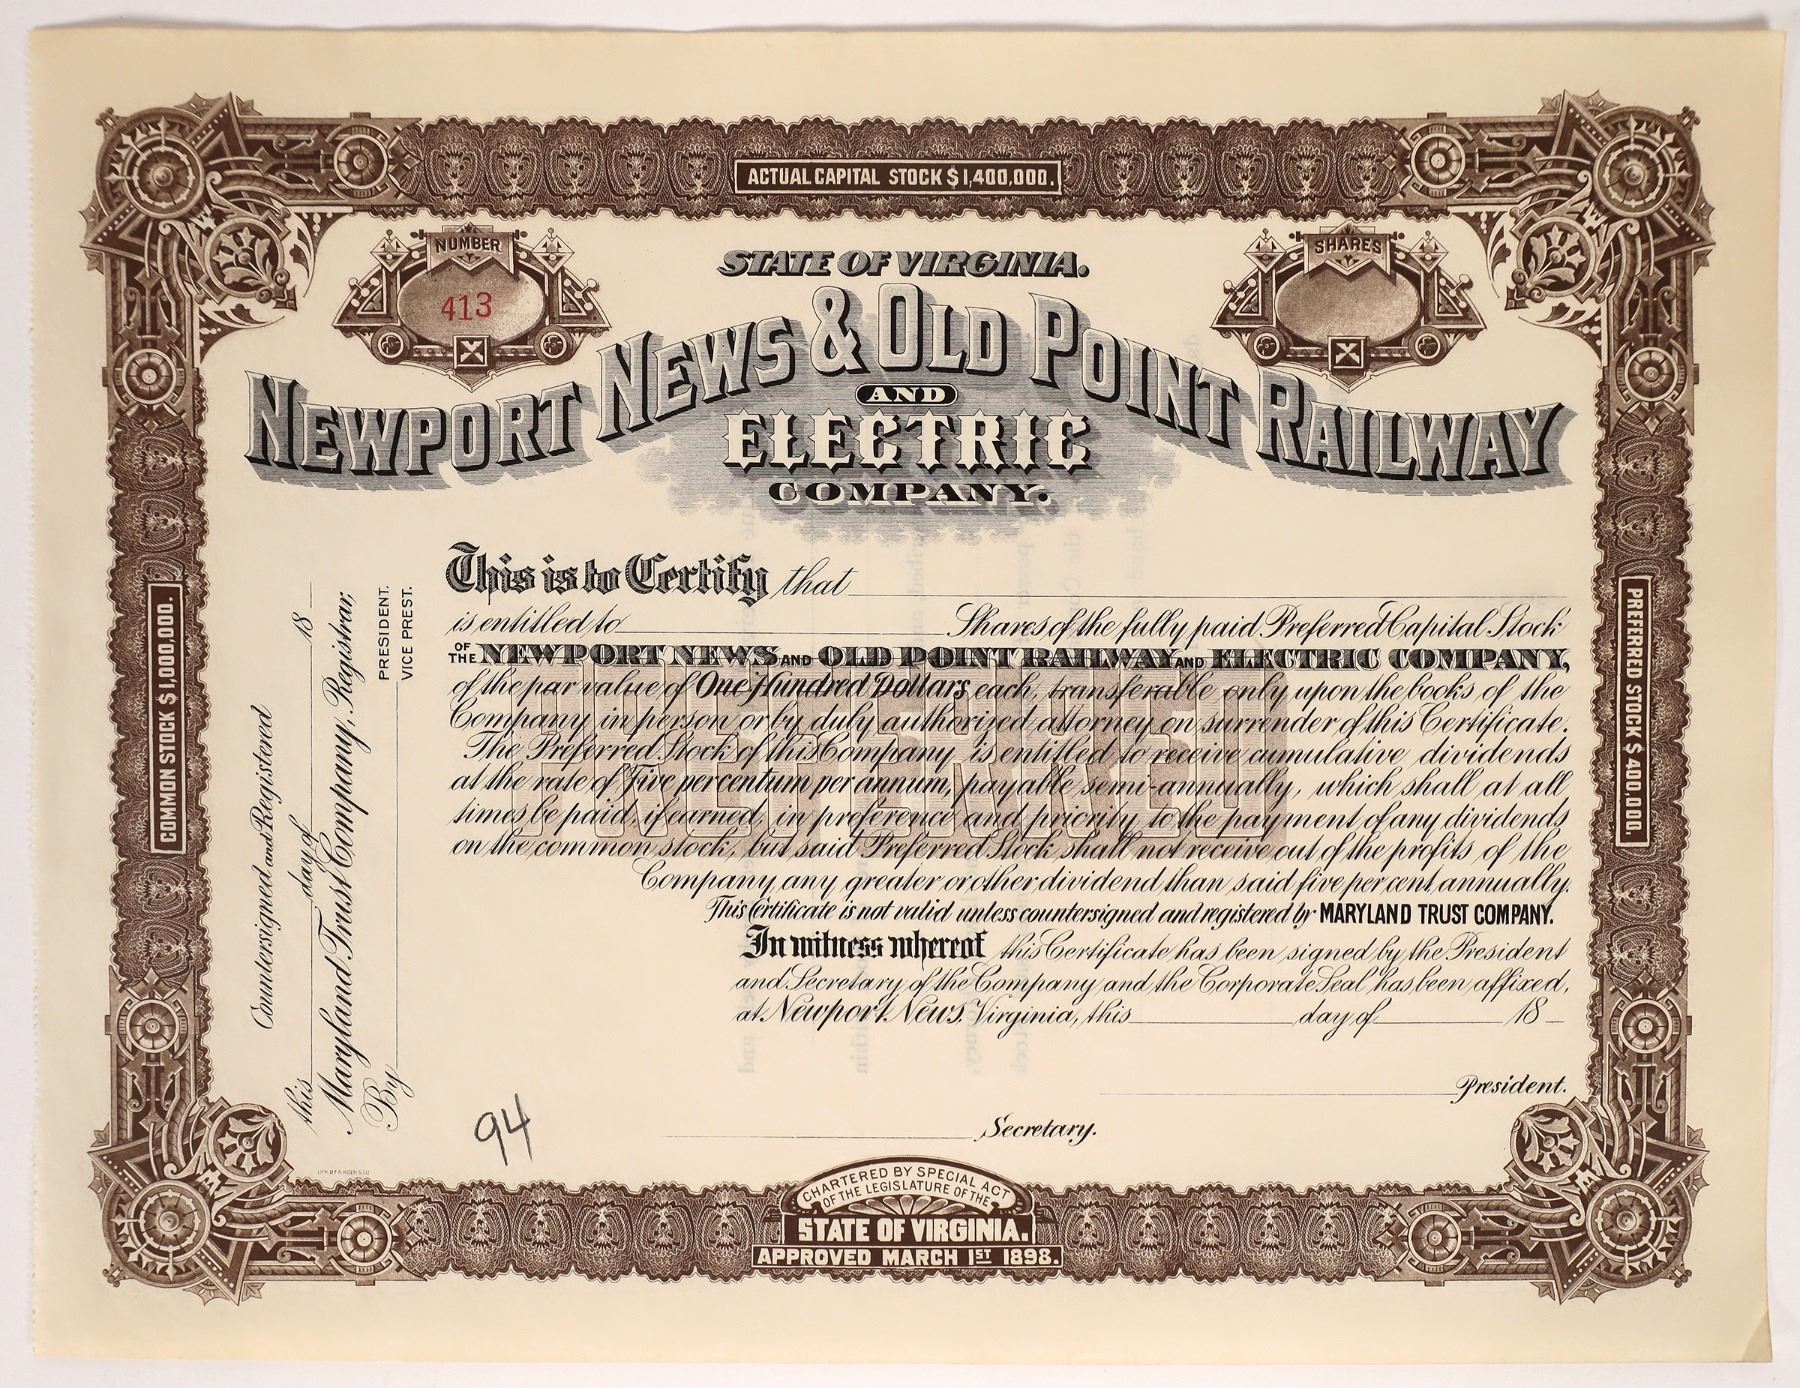 ACTUAL CAPITAL STOCK $1,400,000.
NUMBER
413
SHARES
STATE OF VIRGINIA.
NEWPORT NEWS & OLD POINT RAILWAY
AND
ELECTRIC
COMPANY.
This is to Certify that
is entitled to Shares of the fully paid Preferred Capital Stock
OF THE NEWPORT NEWS AND OLD POINT RAILWAY AND ELECTRIC COMPANY,
of the par value of One Hundred Dollars each, transferable only upon the books of the
Company in person or by duly authorized attorney on surrender of this Certificate.
The Preferred Stock of this Company is entitled to receive cumulative dividends
at the rate of Five per centum per annum, payable semi-annually, which shall at all
times be paid, if earned, in preference and priority to the payment of any dividends
on the common stock, but said Preferred Stock shall not receive out of the profits of the
Company any greater or other dividend than said five per cent annually.
This Certificate is not valid unless countersigned and registered by MARYLAND TRUST COMPANY.
In witness whereof this Certificate has been signed by the President
and Secretary of the Company and the Corporate Seal has been affixed,
at Newport News, Virginia, this day of 18
President.
Secretary.
94
Countersigned and Registered
this day of 18
Maryland Trust Company, Registrar,
By
PRESIDENT.
VICE PREST.
COMMON STOCK $1,000,000.
PREFERRED STOCK $400,000.
PREFERRED
CHARTERED BY SPECIAL ACT
OF THE LEGISLATURE OF THE
STATE OF VIRGINIA.
APPROVED MARCH 1ST 1898.